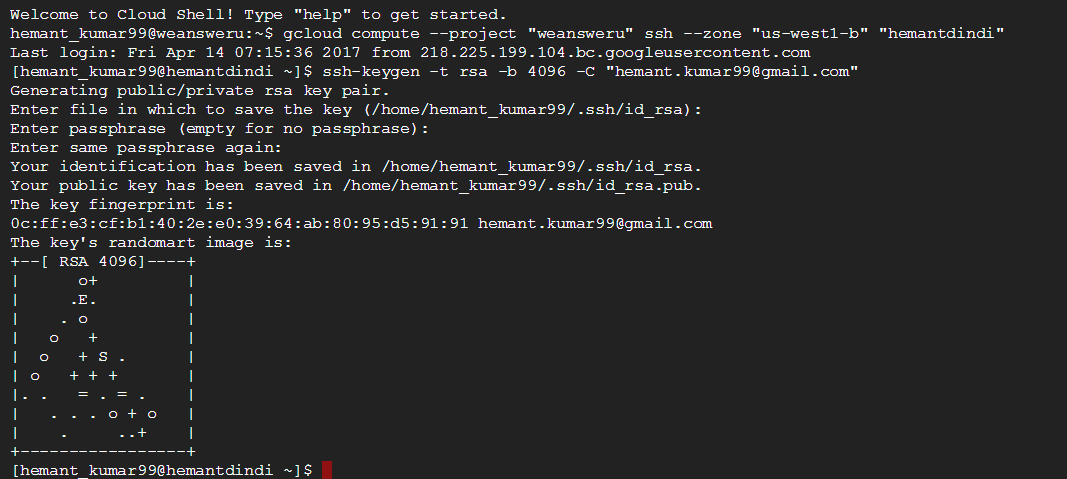 Welcome to Cloud Shell! Type "help" to get started.
hemant_kumar99@weansweru:~$ gcloud compute --project "weansweru" ssh --zone "us-west1-b" "hemantdindi"
Last login: Fri Apr 14 07:15:36 2017 from 218.225.199.104.bc.googleusercontent.com
[hemant_kumar99@hemantdindi ~]$ ssh-keygen -t rsa -b 4096 -C "hemant.kumar99@gmail.com"
Generating public/private rsa key pair.
Enter file in which to save the key (/home/hemant_kumar99/.ssh/id_rsa):
Enter passphrase (empty for no passphrase):
Enter same passphrase again:
Your identification has been saved in /home/hemant_kumar99/.ssh/id_rsa.
Your public key has been saved in /home/hemant_kumar99/.ssh/id_rsa.pub.
The key fingerprint is:
0c:ff:e3:cf:b1:40:2e:e0:39:64:ab:80:95:d5:91:91 hemant.kumar99@gmail.com
The key's randomart image is:
+--[ RSA 4096]----+
|      o+         |
|     .E.         |
|    . o          |
|   o   +         |
|  o   + S .      |
| o   + + +       |
|. .   = . = .    |
|   . . . o + o   |
|    .     ..+    |
+-----------------+
[hemant_kumar99@hemantdindi ~]$